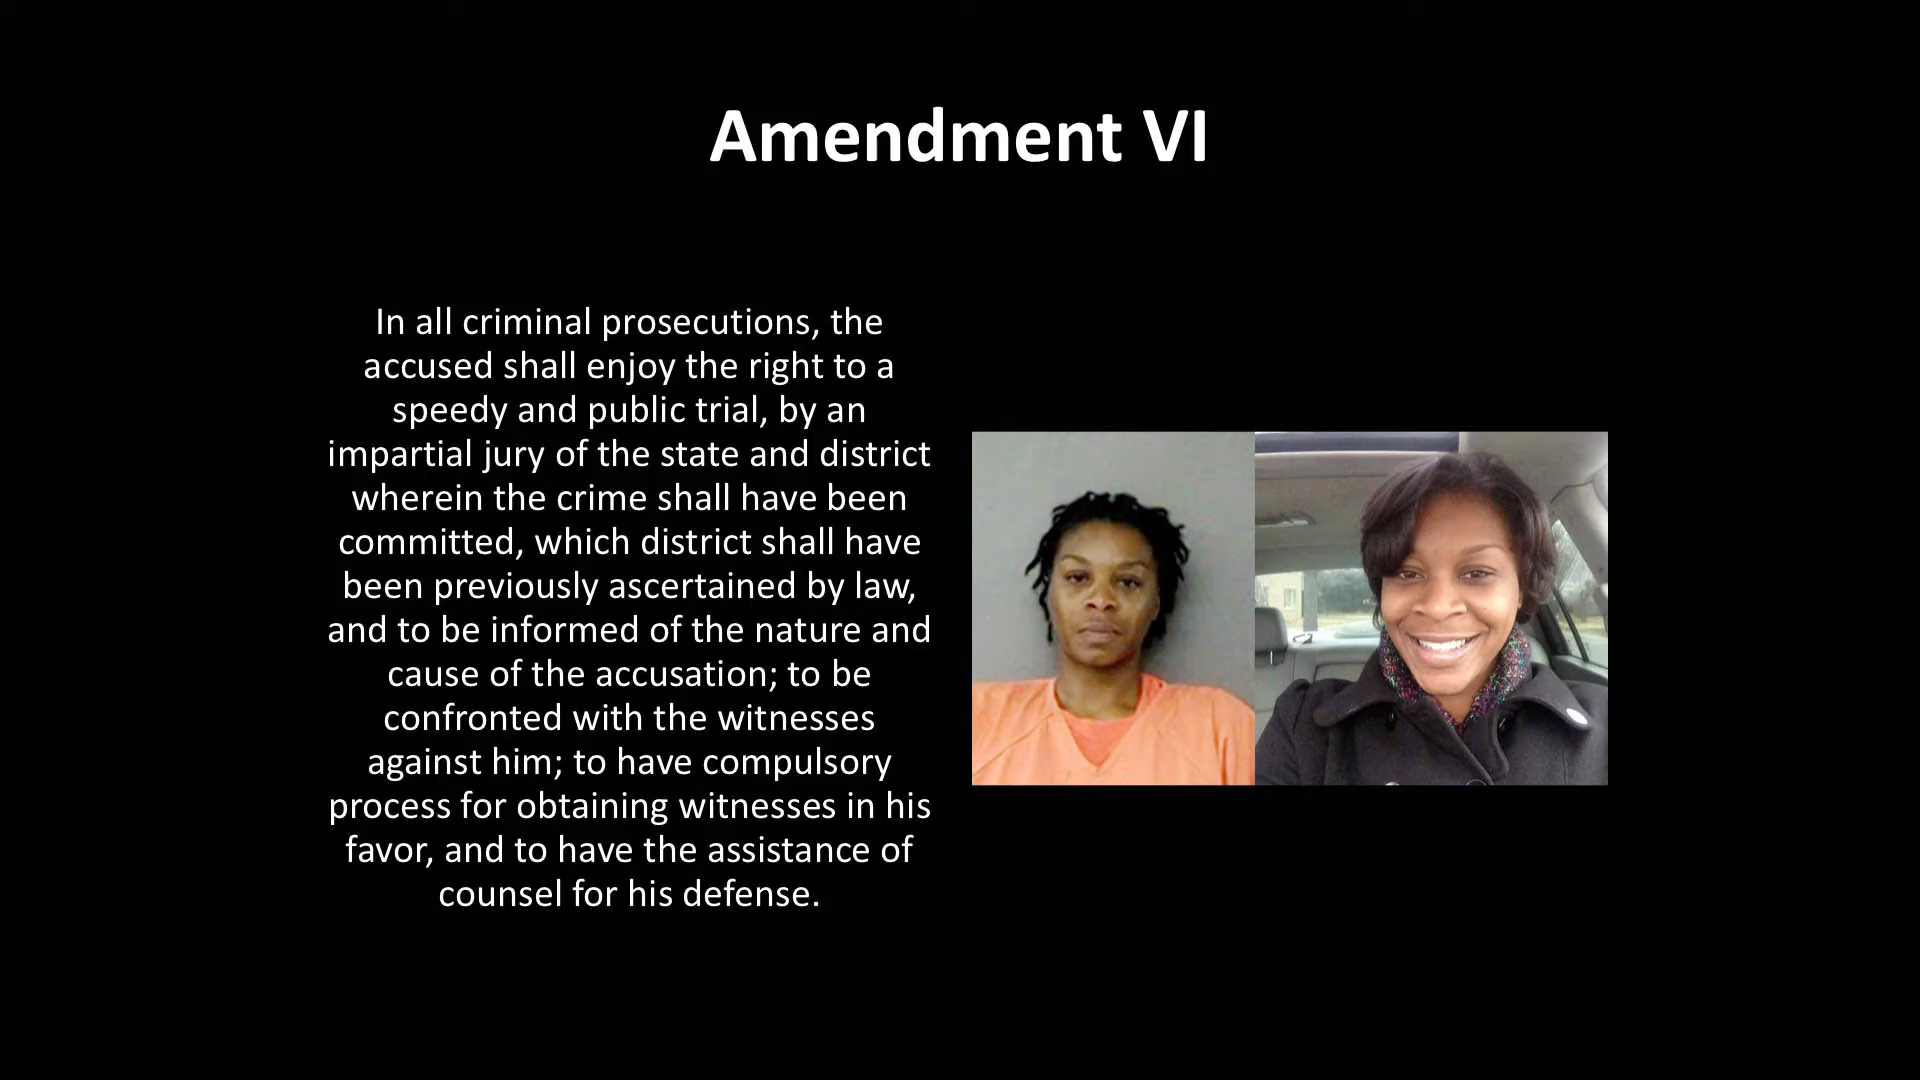 Amendment VI
In all criminal prosecutions, the
accused shall enjoy the right to a
speedy and public trial, by an
impartial jury of the state and district
wherein the crime shall have been
committed, which district shall have
been previously ascertained by law,
and to be informed of the nature and
cause of the accusation; to be
confronted with the witnesses
against him; to have compulsory
process for obtaining witnesses in his
favor, and to have the assistance of
counsel for his defense.